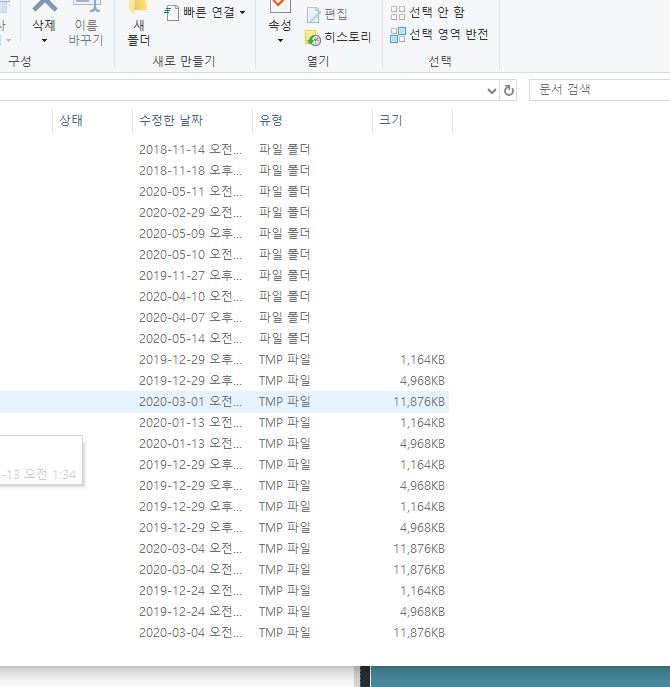 삭제
이름
바꾸기
구성
새
폴더
빠른 연결
새로 만들기
속성
편집
히스토리
열기
선택 안 함
선택 영역 반전
선택
문서 검색
상태 수정한 날짜 유형 크기
2018-11-14 오전... 파일 폴더
2018-11-18 오후... 파일 폴더
2020-05-11 오전... 파일 폴더
2020-02-29 오전... 파일 폴더
2020-05-09 오후... 파일 폴더
2020-05-10 오전... 파일 폴더
2019-11-27 오후... 파일 폴더
2020-04-10 오전... 파일 폴더
2020-04-07 오후... 파일 폴더
2020-05-14 오전... 파일 폴더
2019-12-29 오후... TMP 파일 1,164KB
2019-12-29 오후... TMP 파일 4,968KB
2020-03-01 오전... TMP 파일 11,876KB
2020-01-13 오전... TMP 파일 1,164KB
2020-01-13 오전... TMP 파일 4,968KB
2019-12-29 오후... TMP 파일 1,164KB
-13 오전 1:34
2019-12-29 오후... TMP 파일 4,968KB
2019-12-29 오후... TMP 파일 1,164KB
2019-12-29 오후... TMP 파일 4,968KB
2020-03-04 오전... TMP 파일 11,876KB
2020-03-04 오전... TMP 파일 11,876KB
2019-12-24 오전... TMP 파일 1,164KB
2019-12-24 오전... TMP 파일 4,968KB
2020-03-04 오전... TMP 파일 11,876KB